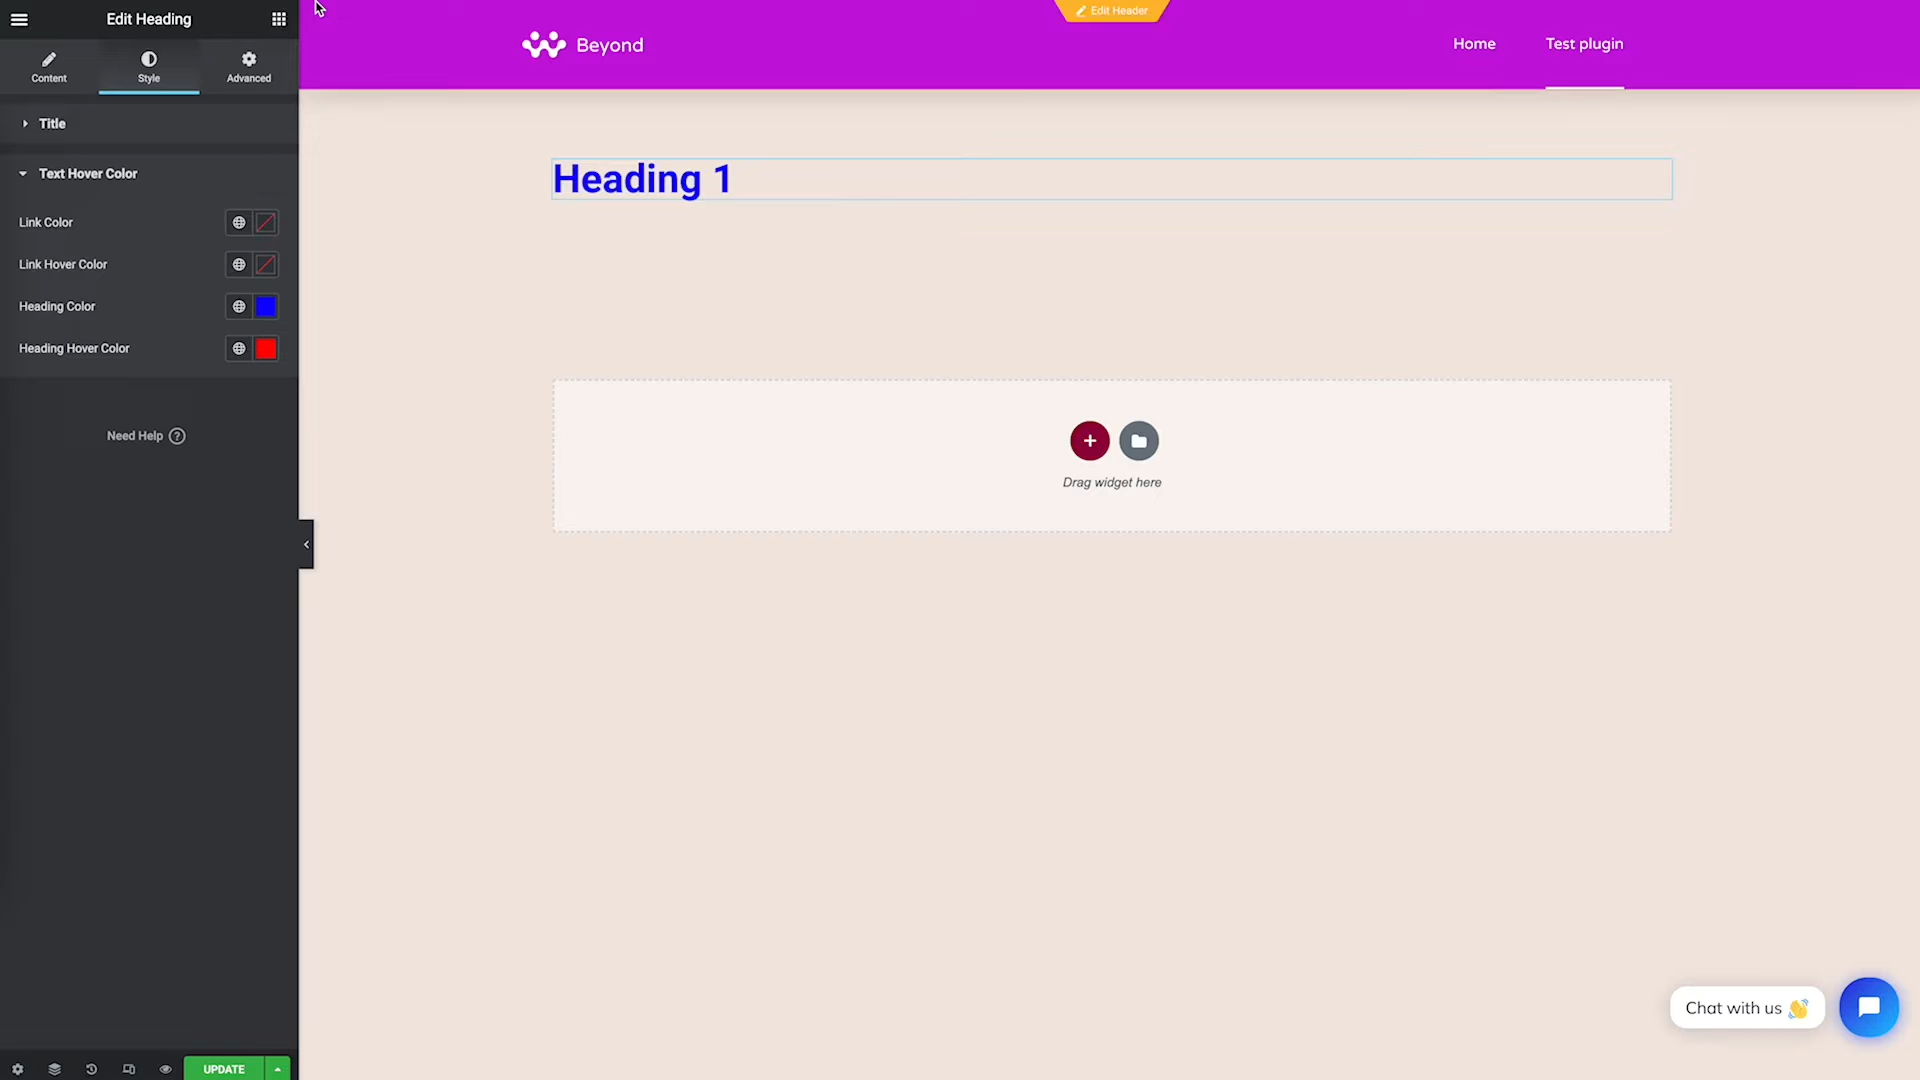 Edit Heading
Content
Style
Advanced
Title
Text Hover Color
Link Color
Link Hover Color
Heading Color
Heading Hover Color
Need Help ?
UPDATE
Edit Header
Beyond
Home
Test plugin
Heading 1
Drag widget here
Chat with us 👋